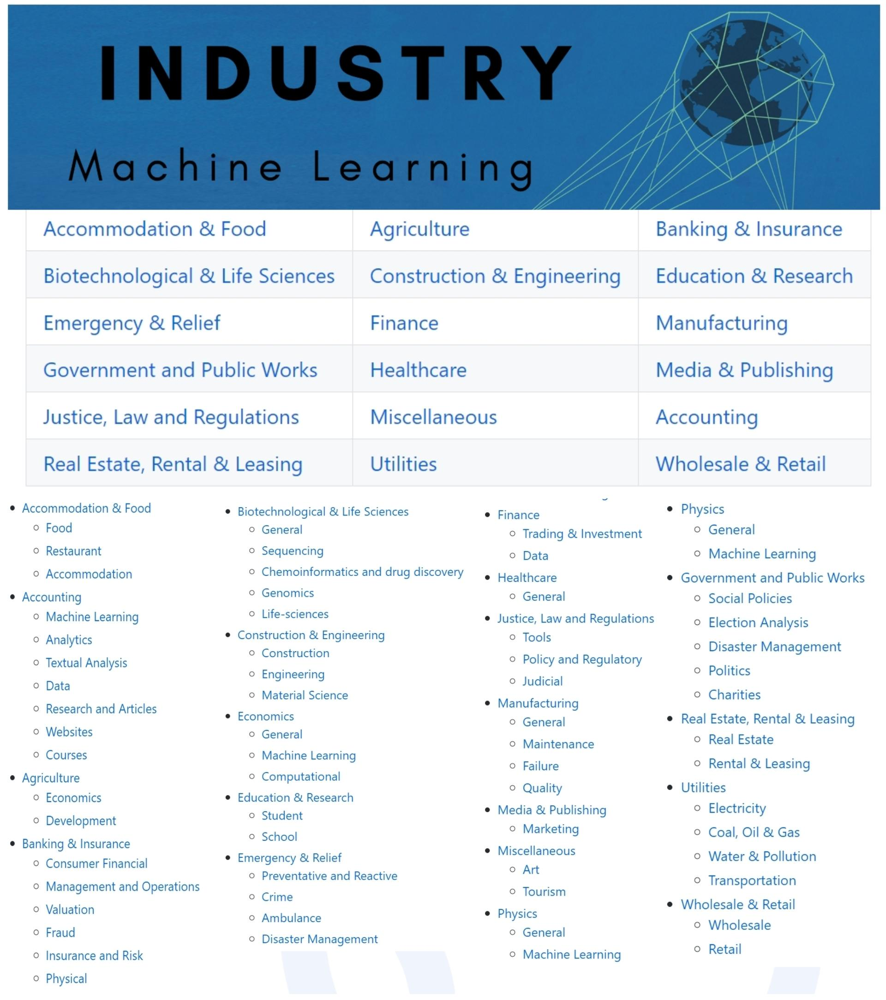 INDUSTRY
Machine Learning
Accommodation & Food
Agriculture
Banking & Insurance
Biotechnological & Life Sciences
Construction & Engineering
Education & Research
Emergency & Relief
Finance
Manufacturing
Government and Public Works
Healthcare
Media & Publishing
Justice, Law and Regulations
Miscellaneous
Accounting
Real Estate, Rental & Leasing
Utilities
Wholesale & Retail
Accommodation & Food
Food
Restaurant
Accommodation
Accounting
Machine Learning
Analytics
Textual Analysis
Data
Research and Articles
Websites
Courses
Agriculture
Economics
Development
Banking & Insurance
Consumer Financial
Management and Operations
Valuation
Fraud
Insurance and Risk
Physical
Biotechnological & Life Sciences
General
Sequencing
Chemoinformatics and drug discovery
Genomics
Life-sciences
Construction & Engineering
Construction
Engineering
Material Science
Economics
General
Machine Learning
Computational
Education & Research
Student
School
Emergency & Relief
Preventative and Reactive
Crime
Ambulance
Disaster Management
Finance
Trading & Investment
Data
Healthcare
General
Justice, Law and Regulations
Tools
Policy and Regulatory
Judicial
Manufacturing
General
Maintenance
Failure
Quality
Media & Publishing
Marketing
Miscellaneous
Art
Tourism
Physics
General
Machine Learning
Physics
General
Machine Learning
Government and Public Works
Social Policies
Election Analysis
Disaster Management
Politics
Charities
Real Estate, Rental & Leasing
Real Estate
Rental & Leasing
Utilities
Electricity
Coal, Oil & Gas
Water & Pollution
Transportation
Wholesale & Retail
Wholesale
Retail